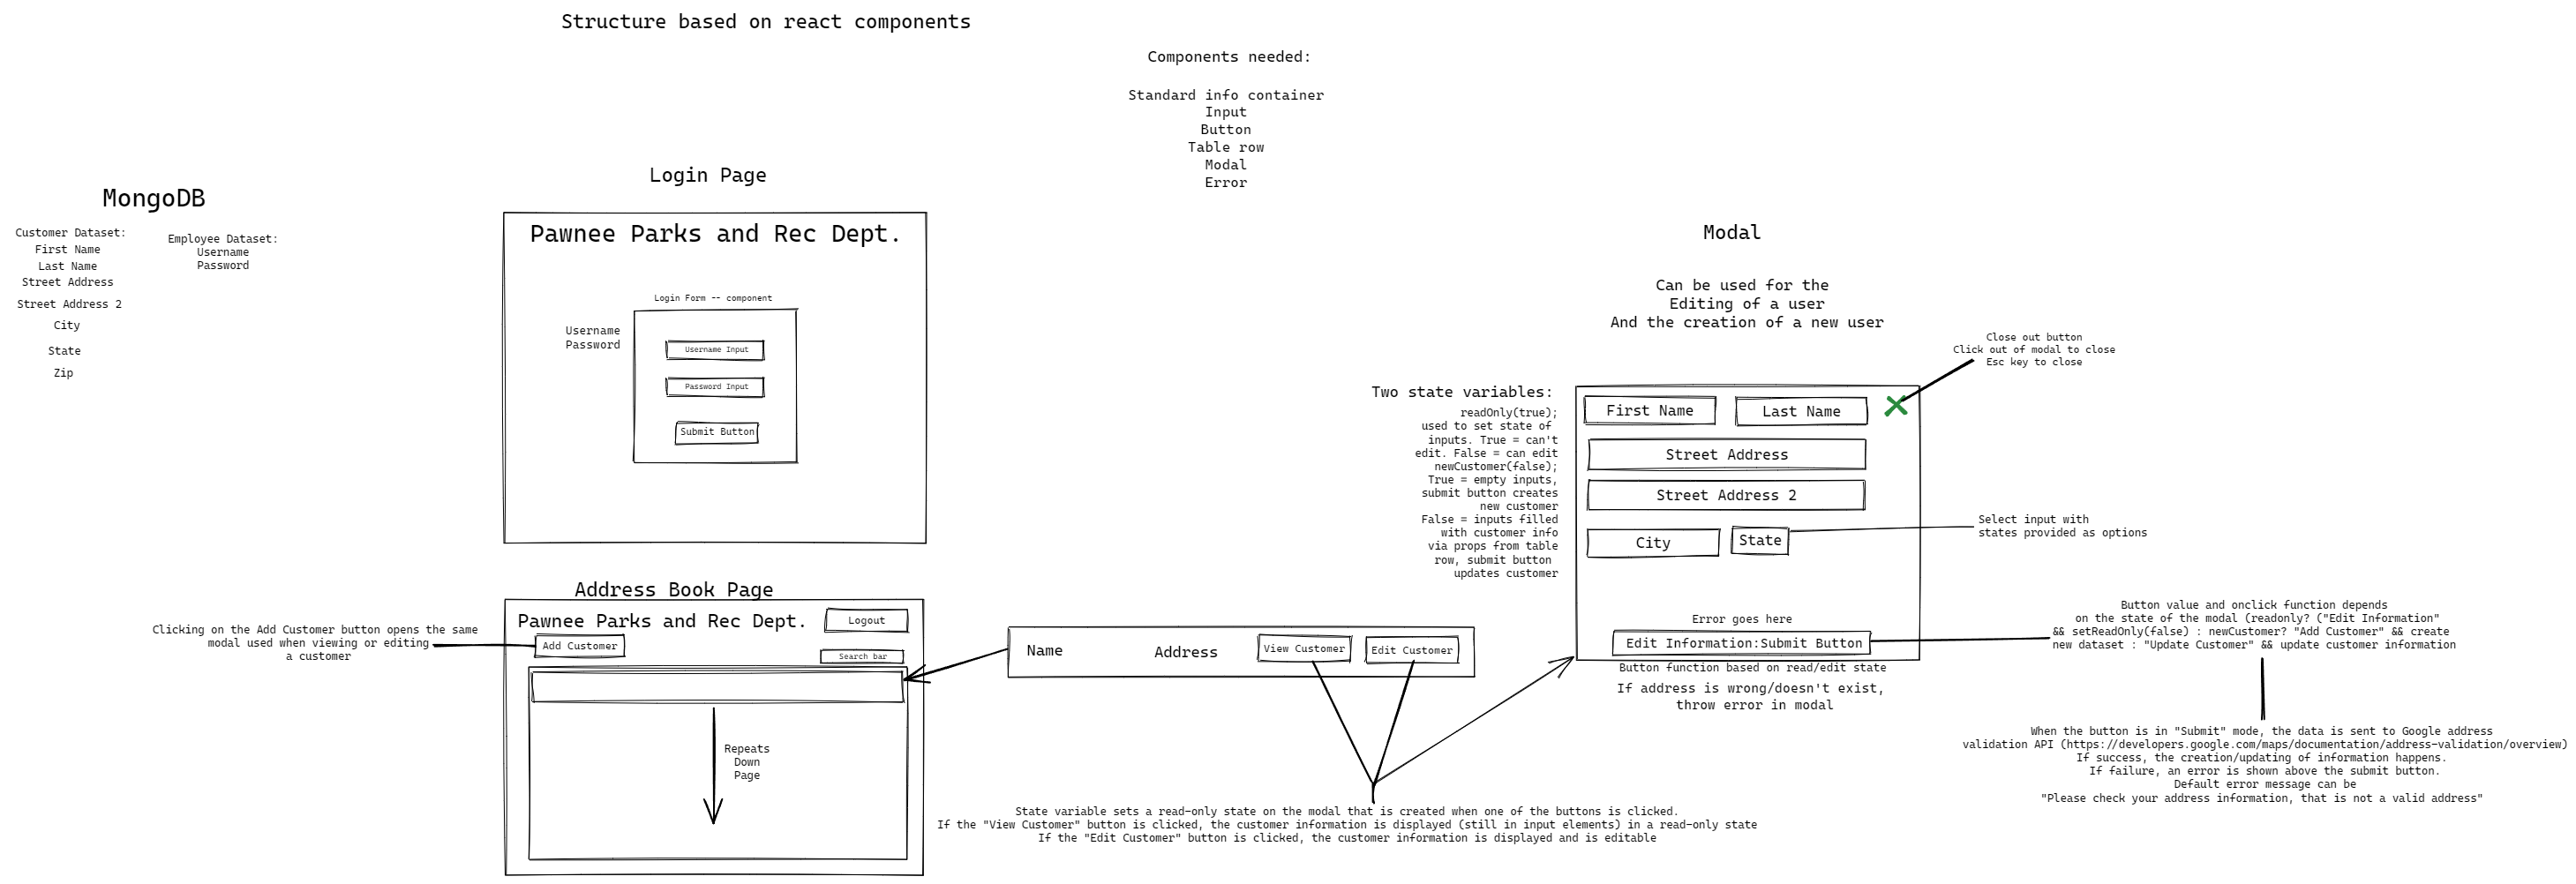 Structure based on react components
Components needed:
Standard info container
Input
Button
Table row
Modal
Error
MongoDB
Customer Dataset:
First Name
Last Name
Street Address
Street Address 2
City
State
Zip
Employee Dataset:
Username
Password
Login Page
Pawnee Parks and Rec Dept.
Login Form -- component
Username
Password
Username Input
Password Input
Submit Button
Address Book Page
Pawnee Parks and Rec Dept.
Logout
Add Customer
Search bar
Clicking on the Add Customer button opens the same
modal used when viewing or editing
a customer
Repeats
Down
Page
Name
Address
View Customer
Edit Customer
State variable sets a read-only state on the modal that is created when one of the buttons is clicked.
If the "View Customer" button is clicked, the customer information is displayed (still in input elements) in a read-only state
If the "Edit Customer" button is clicked, the customer information is displayed and is editable
Modal
Can be used for the
Editing of a user
And the creation of a new user
Close out button
Click out of modal to close
Esc key to close
Two state variables:
readOnly(true);
used to set state of
inputs. True = can't
edit. False = can edit
newCustomer(false);
True = empty inputs,
submit button creates
new customer
False = inputs filled
with customer info
via props from table
row, submit button
updates customer
First Name
Last Name
Street Address
Street Address 2
City
State
Select input with
states provided as options
Error goes here
Edit Information:Submit Button
Button function based on read/edit state
If address is wrong/doesn't exist,
throw error in modal
Button value and onclick function depends
on the state of the modal (readonly? ("Edit Information"
&& setReadOnly(false) : newCustomer? "Add Customer" && create
new dataset : "Update Customer" && update customer information
When the button is in "Submit" mode, the data is sent to Google address
validation API (https://developers.google.com/maps/documentation/address-validation/overview)
If success, the creation/updating of information happens.
If failure, an error is shown above the submit button.
Default error message can be
"Please check your address information, that is not a valid address"